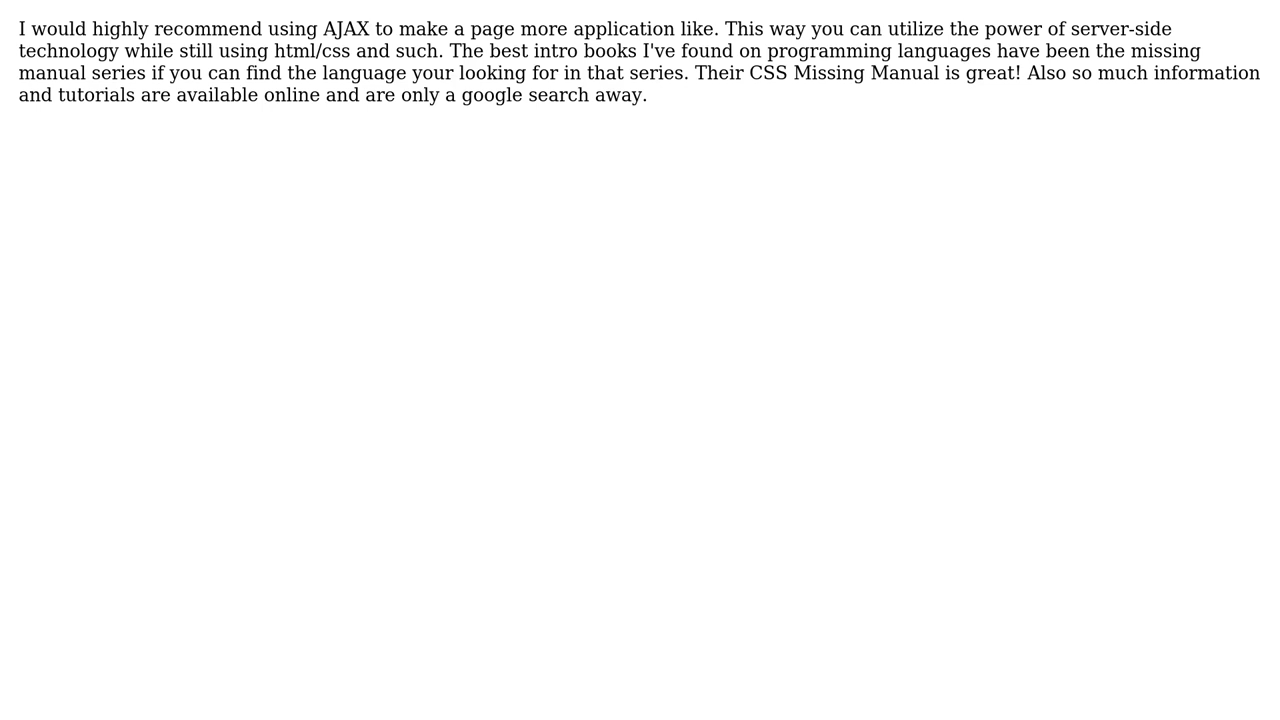 I would highly recommend using AJAX to make a page more application like. This way you can utilize the power of server-side
technology while still using html/css and such. The best intro books I've found on programming languages have been the missing
manual series if you can find the language your looking for in that series. Their CSS Missing Manual is great! Also so much information
and tutorials are available online and are only a google search away.